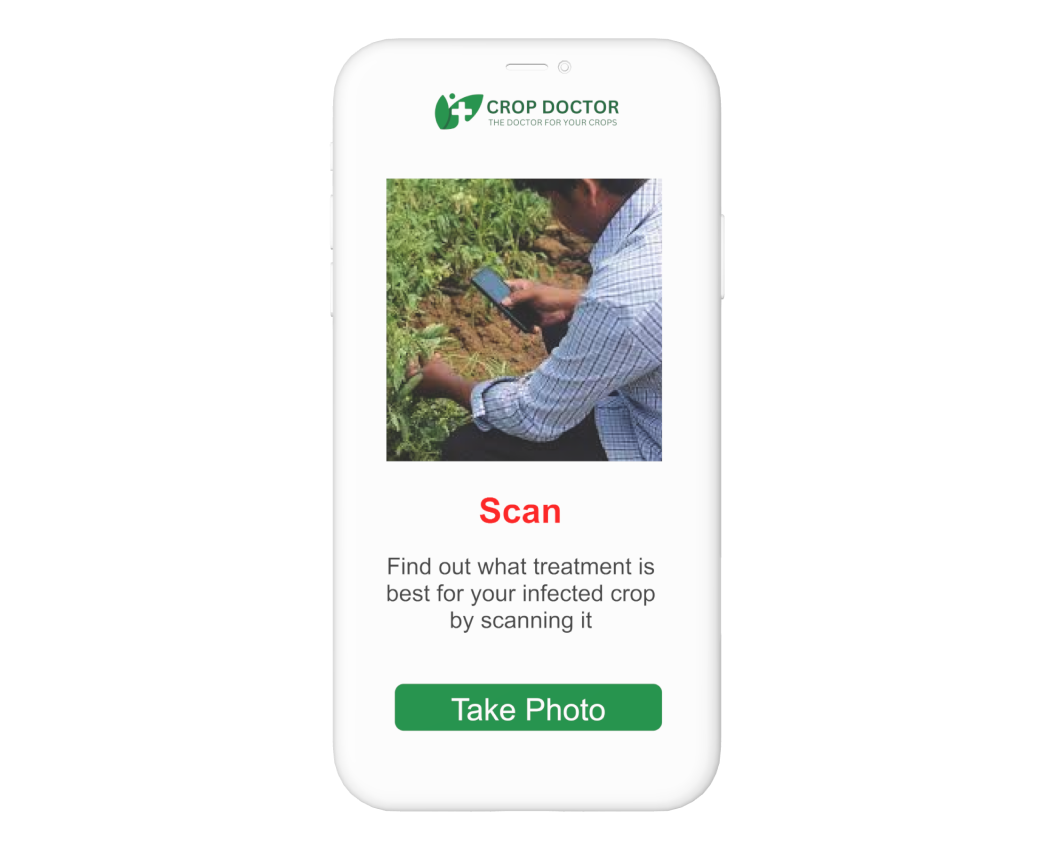 CROP DOCTOR
THE DOCTOR FOR YOUR CROPS
Scan
Find out what treatment is
best for your infected crop
by scanning it
Take Photo